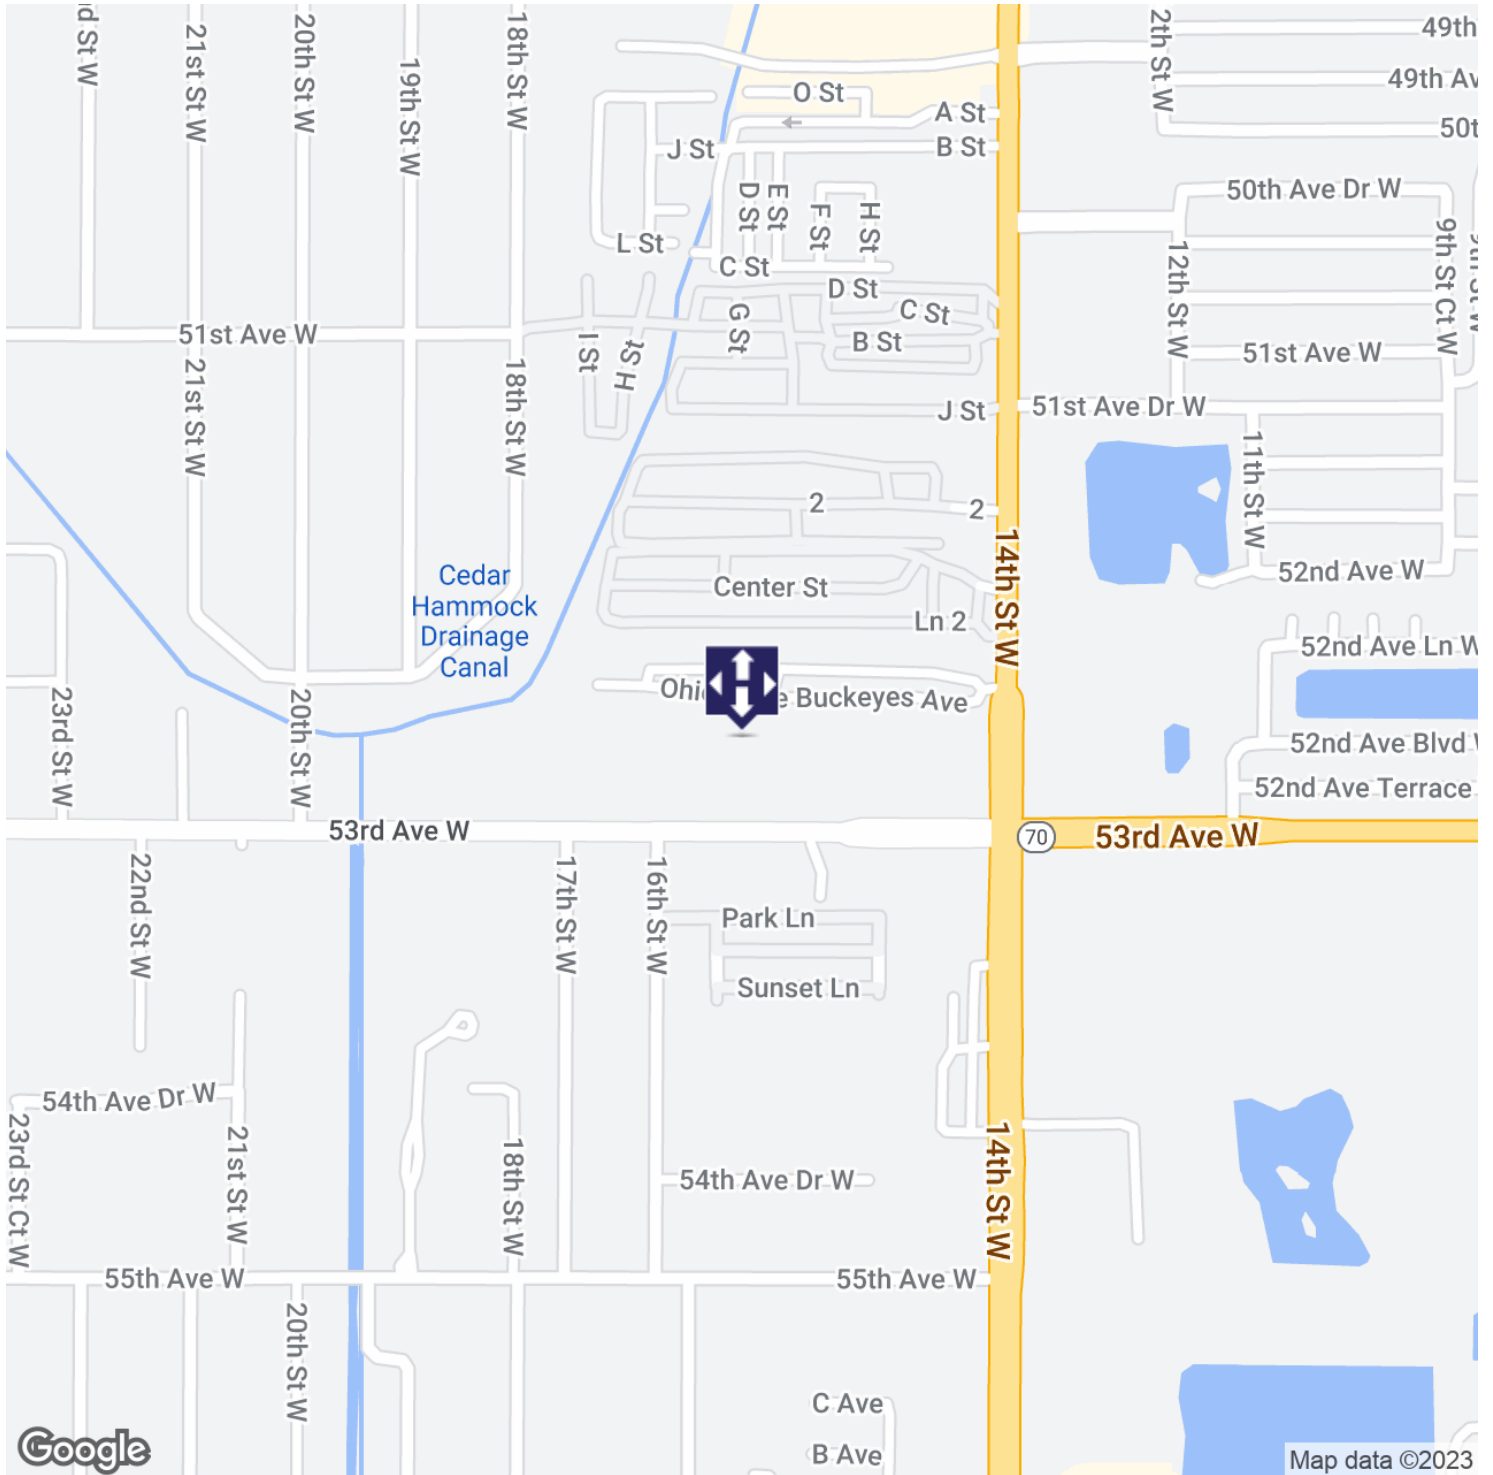 d St W
21st St W
20th St W
19th St W
18th St W
2th St W
49th
49th Av
50t
O St
A St
J St
B St
D St
E St
F St
H St
50th Ave Dr W
L St
C St
12th St W
9th St Ct W
9th St W
D St
C St
51st Ave W
I St
H St
G St
B St
51st Ave W
21st St W
18th St W
J St
51st Ave Dr W
11th St W
2
2
14th St W
Cedar
Hammock
Drainage
Canal
Center St
52nd Ave W
Ln 2
52nd Ave Ln W
23rd St W
20th St W
Buckeyes Ave
52nd Ave Blvd
52nd Ave Terrace
53rd Ave W
70
53rd Ave W
22nd St W
17th St W
16th St W
Park Ln
Sunset Ln
54th Ave Dr W
23rd St Ct W
21st St W
18th St W
54th Ave Dr W
14th St W
55th Ave W
55th Ave W
20th St W
C Ave
B Ave
Google
Map data ©2023